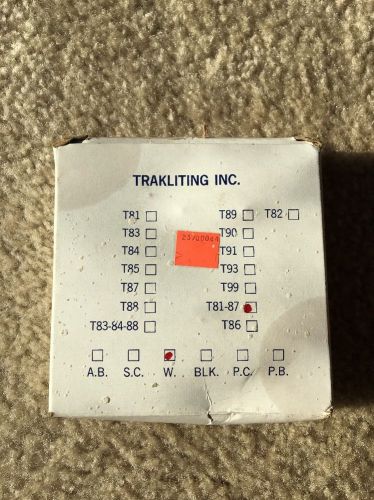 TRAKLITING INC.
T81 T89 T82
T83 T90
T84 T91
T85 T93
T87 T99
T88 T81-87
T83-84-88 T86
A.B. S.C. W. BLK. P.C. P.B.